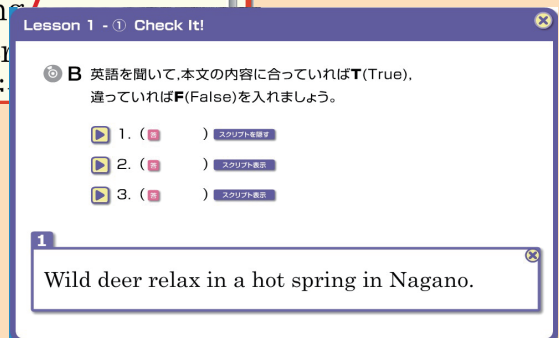 Lesson 1 - ① Check It!
B 英語を聞いて,本文の内容に合っていればT(True),
違っていればF(False)を入れましょう。
1. (答 ) スクリプトを隠す
2. (答 ) スクリプト表示
3. (答 ) スクリプト表示
1
Wild deer relax in a hot spring in Nagano.